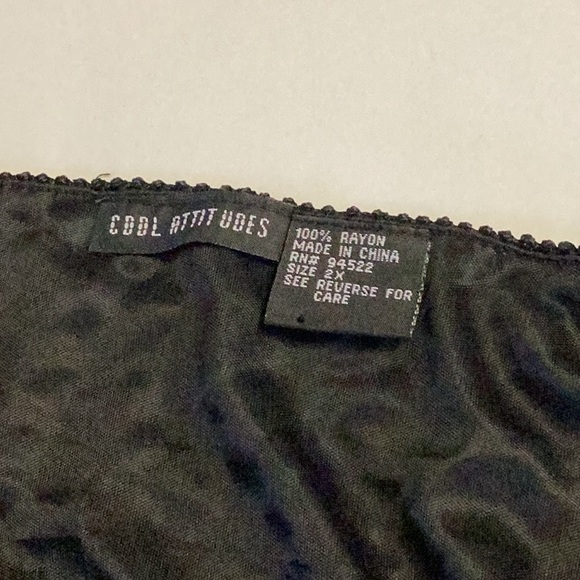 COOL ATTITUDES
100% RAYON
MADE IN CHINA
RN# 94522
SIZE 2X
SEE REVERSE FOR
CARE